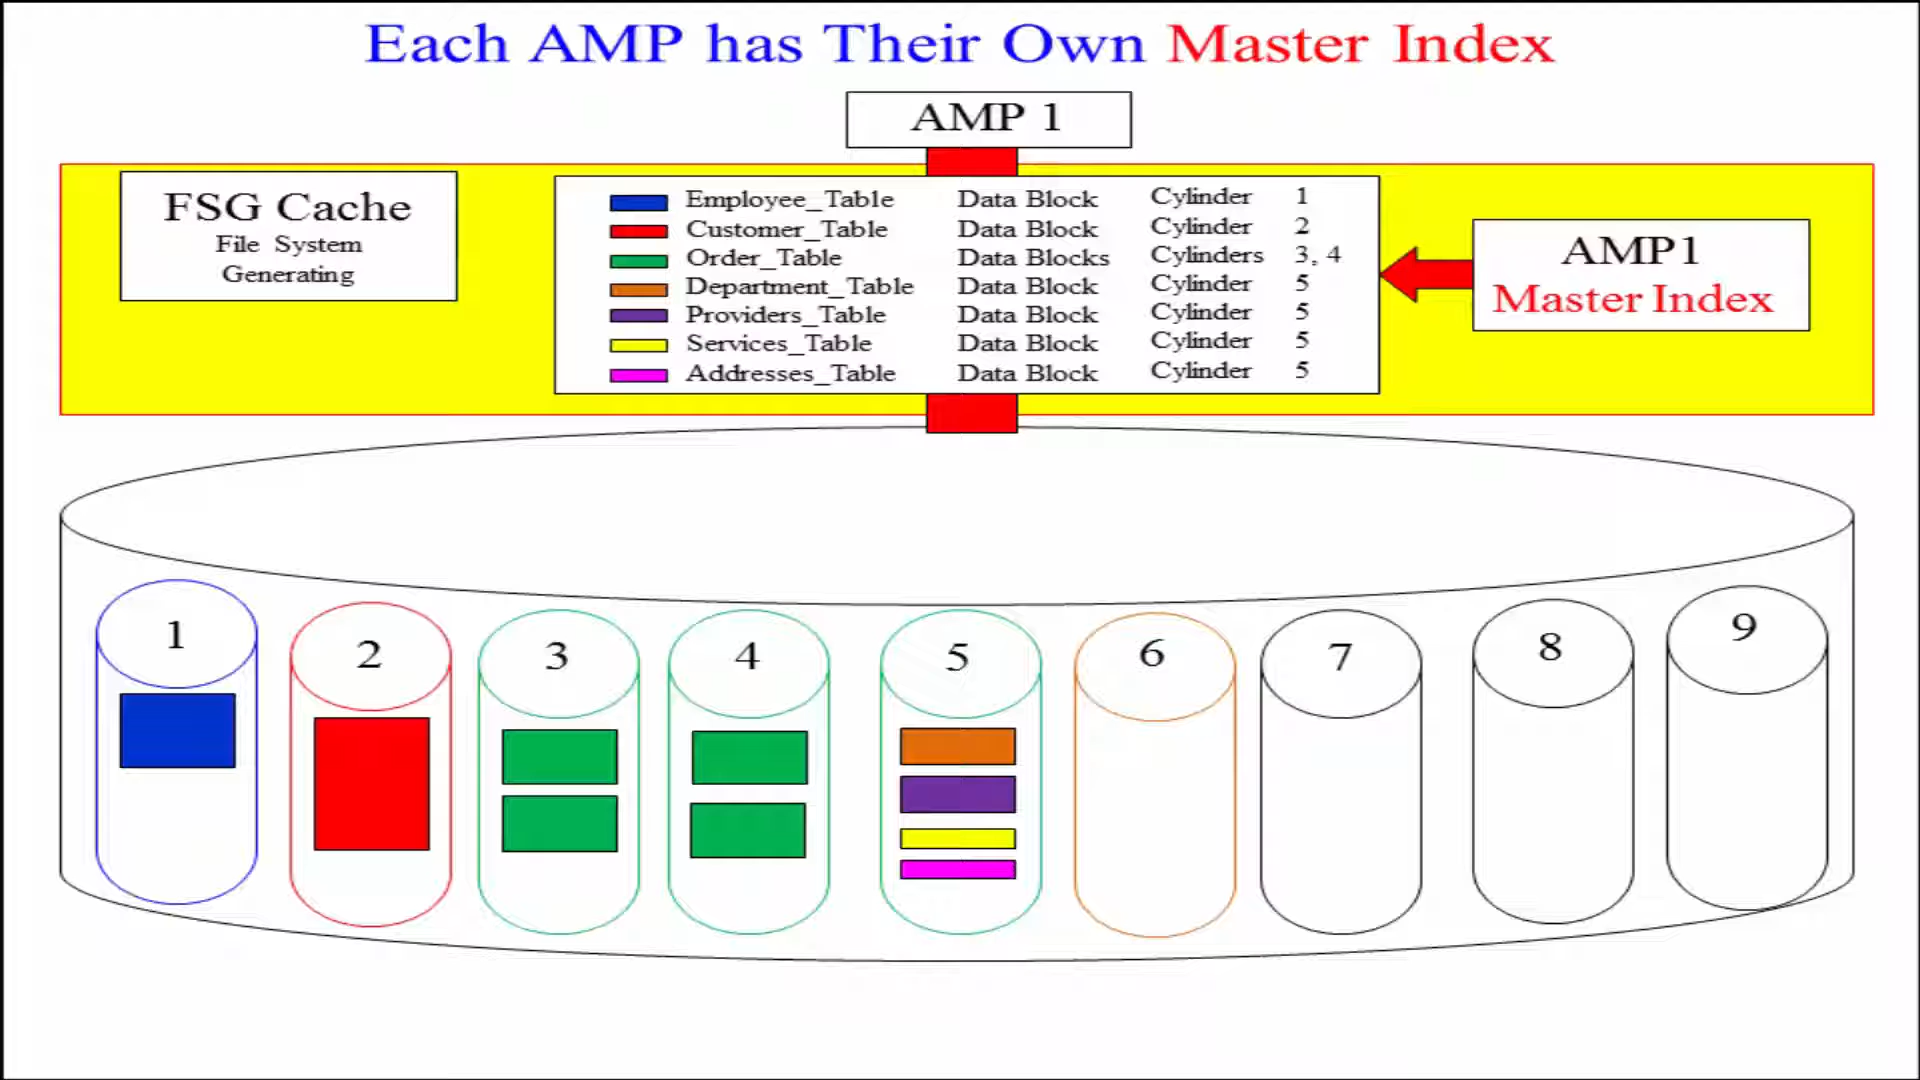 Each AMP has Their Own Master Index
AMP 1
FSG Cache
File System
Generating
Employee_Table Data Block Cylinder 1
Customer_Table Data Block Cylinder 2
Order_Table Data Blocks Cylinders 3, 4
Department_Table Data Block Cylinder 5
Providers_Table Data Block Cylinder 5
Services_Table Data Block Cylinder 5
Addresses_Table Data Block Cylinder 5
AMP1
Master Index
1 2 3 4 5 6 7 8 9